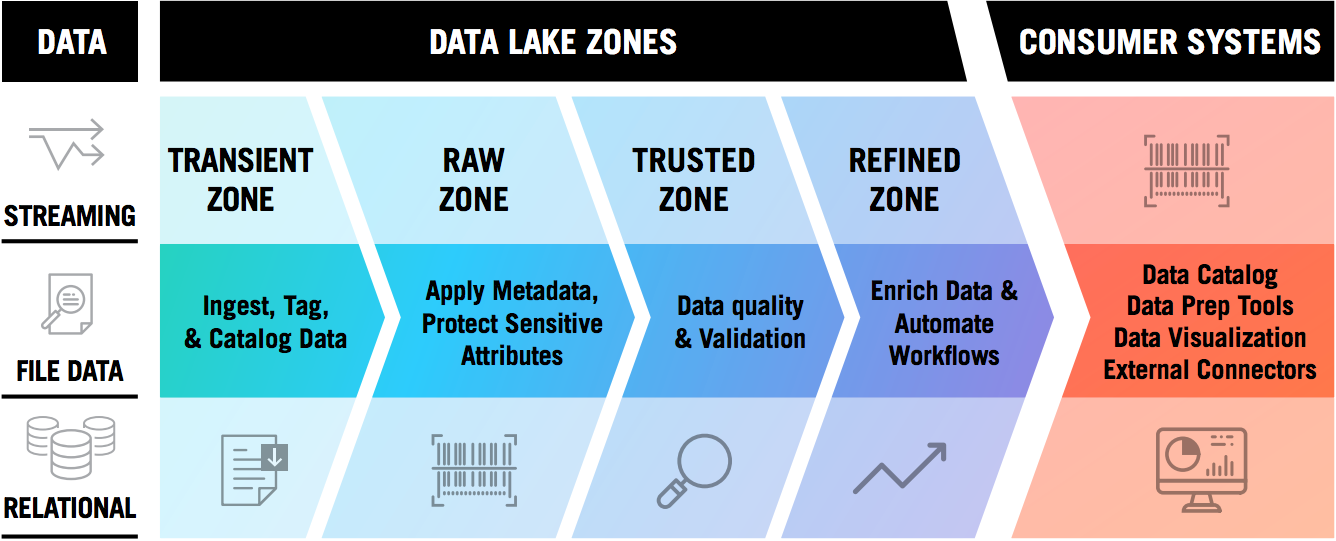 DATA
DATA LAKE ZONES
CONSUMER SYSTEMS
STREAMING
FILE DATA
RELATIONAL
TRANSIENT
ZONE
Ingest, Tag,
& Catalog Data
RAW
ZONE
Apply Metadata,
Protect Sensitive
Attributes
TRUSTED
ZONE
Data quality
& Validation
REFINED
ZONE
Enrich Data &
Automate
Workflows
Data Catalog
Data Prep Tools
Data Visualization
External Connectors